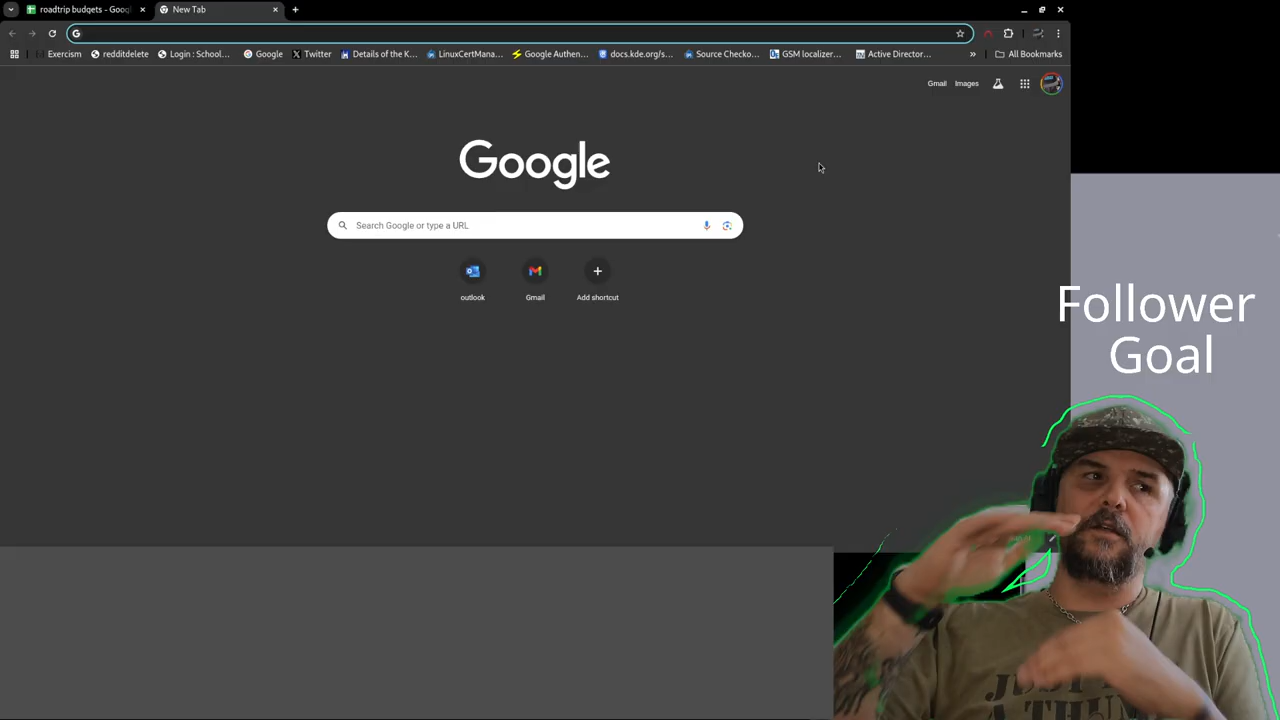 roadtrip budgets - Googl
New Tab
Exercism
redditdelete
Login : School...
Google
Twitter
Details of the K...
LinuxCertMana...
Google Authen...
docs.kde.org/s...
Source Checko...
GSM localizer...
Active Director...
»
All Bookmarks
Gmail
Images
Google
Search Google or type a URL
outlook
Gmail
Add shortcut
Follower
Goal